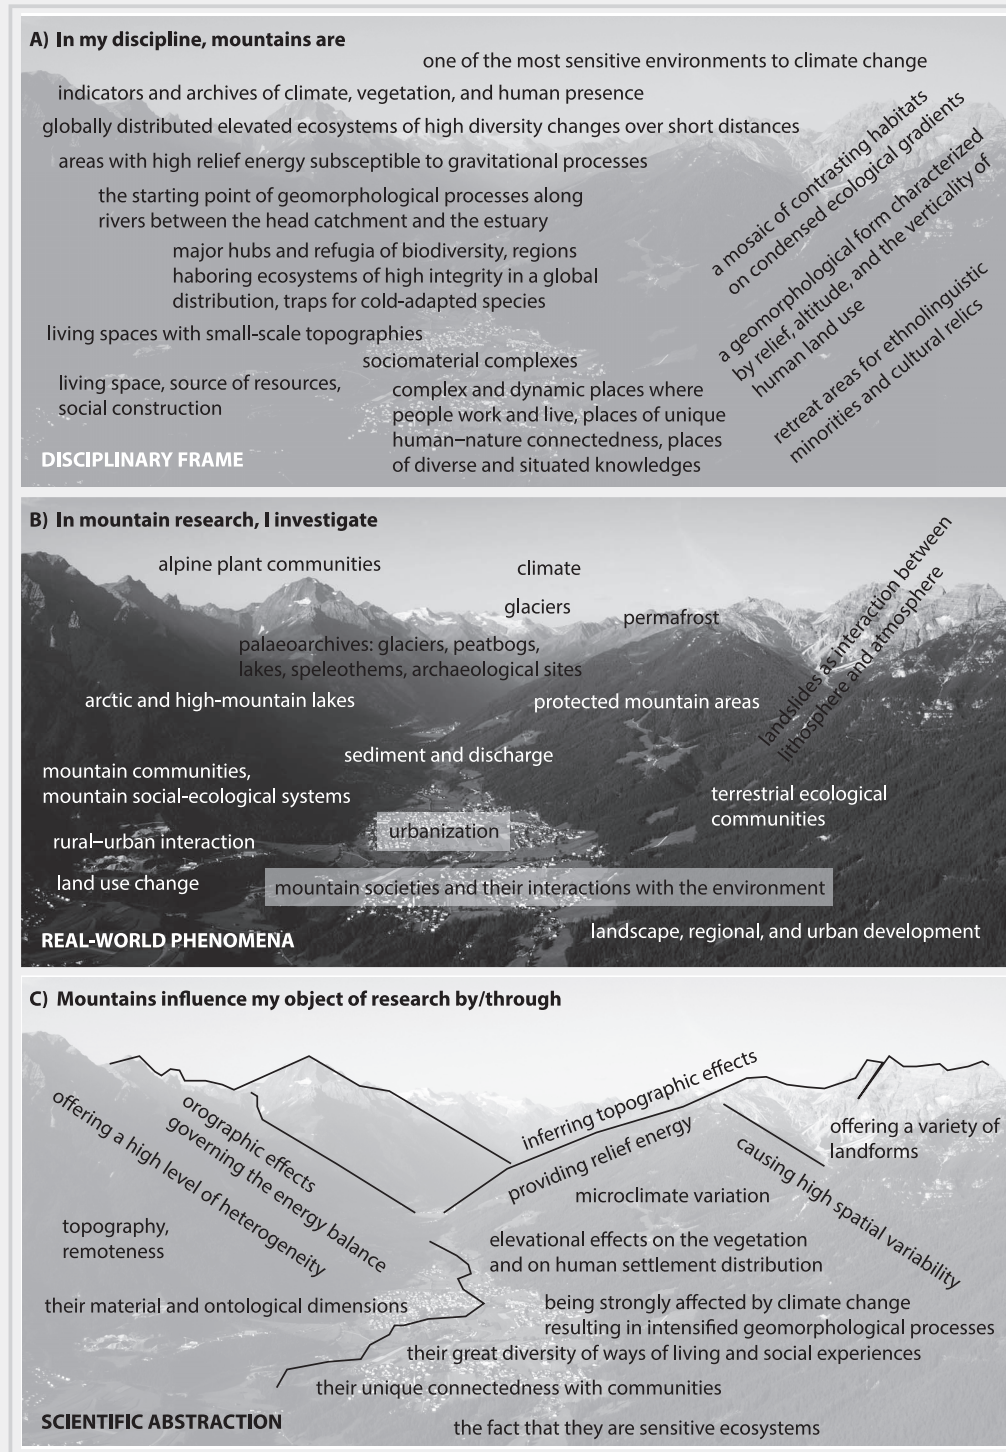 A) In my discipline, mountains are
one of the most sensitive environments to climate change
indicators and archives of climate, vegetation, and human presence
globally distributed elevated ecosystems of high diversity changes over short distances
areas with high relief energy subsceptible to gravitational processes
the starting point of geomorphological processes along
rivers between the head catchment and the estuary
major hubs and refugia of biodiversity, regions
haboring ecosystems of high integrity in a global
distribution, traps for cold-adapted species
living spaces with small-scale topographies
sociomaterial complexes
living space, source of resources,
social construction
complex and dynamic places where
people work and live, places of unique
human–nature connectedness, places
of diverse and situated knowledges
a mosaic of contrasting habitats
on condensed ecological gradients
a geomorphological form characterized
by relief, altitude, and the verticality of
human land use
retreat areas for ethnolinguistic
minorities and cultural relics
DISCIPLINARY FRAME
B) In mountain research, I investigate
alpine plant communities
climate
glaciers
permafrost
palaeoarchives: glaciers, peatbogs,
lakes, speleothems, archaeological sites
landslides as interaction between
lithosphere and atmosphere
arctic and high-mountain lakes
protected mountain areas
sediment and discharge
mountain communities,
mountain social-ecological systems
terrestrial ecological
communities
urbanization
rural–urban interaction
land use change
mountain societies and their interactions with the environment
landscape, regional, and urban development
REAL-WORLD PHENOMENA
C) Mountains influence my object of research by/through
inferring topographic effects
providing relief energy
orographic effects
governing the energy balance
offering a high level of heterogeneity
offering a variety of
landforms
causing high spatial variability
microclimate variation
topography,
remoteness
elevational effects on the vegetation
and on human settlement distribution
their material and ontological dimensions
being strongly affected by climate change
resulting in intensified geomorphological processes
their great diversity of ways of living and social experiences
their unique connectedness with communities
SCIENTIFIC ABSTRACTION
the fact that they are sensitive ecosystems